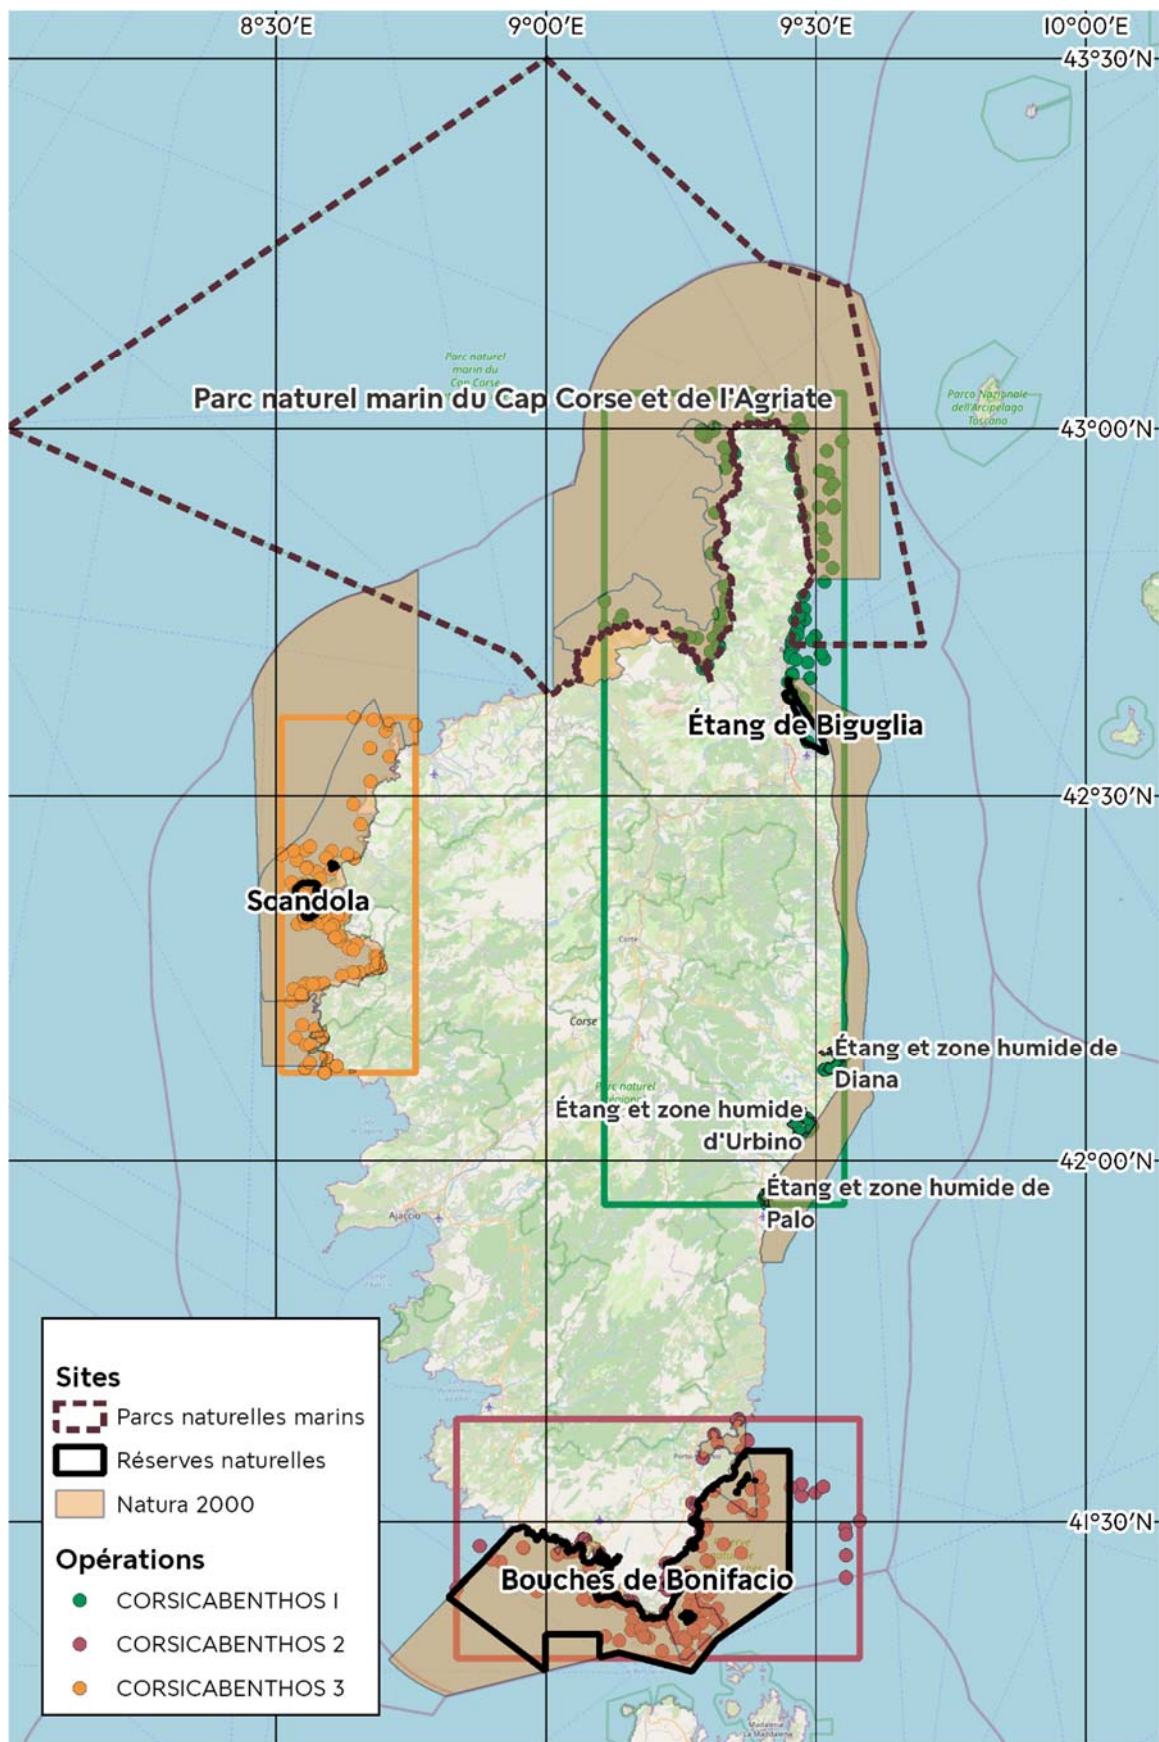 8°30′E
9°00′E
9°30′E
10°00′E
43°30′N
Parc naturel
marin du
Cap Corse
Parc naturel marin du Cap Corse et de l'Agriate
Parco Nazionale
dell'Arcipelago
Toscano
43°00′N
Étang de Biguglia
42°30′N
Scandola
Corte
Corse
Étang et zone humide de
Diana
Parc naturel
Étang et zone humide
d'Urbino
42°00′N
Étang et zone humide de
Palo
Ajaccio
41°30′N
Bouches de Bonifacio
Sites
Parcs naturelles marins
Réserves naturelles
Natura 2000
Opérations
CORSICABENTHOS 1
CORSICABENTHOS 2
CORSICABENTHOS 3
La Maddalena